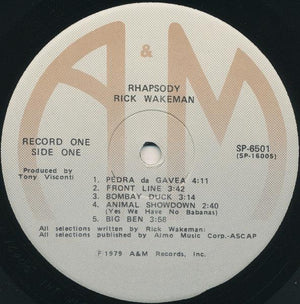 A & M
RHAPSODY
RICK WAKEMAN
RECORD ONE
SIDE ONE
SP-6501
(SP-16005)
Produced by
Tony Visconti
1. PEDRA da GAVEA 4:11
2. FRONT LINE 3:42
3. BOMBAY DUCK 3:14
4. ANIMAL SHOWDOWN 2:40
(Yes We Have No Babanas)
5. BIG BEN 3:58
All selections written by Rick Wakeman:
All selections published by Almo Music Corp.-ASCAP
℗ 1979 A&M Records, Inc.